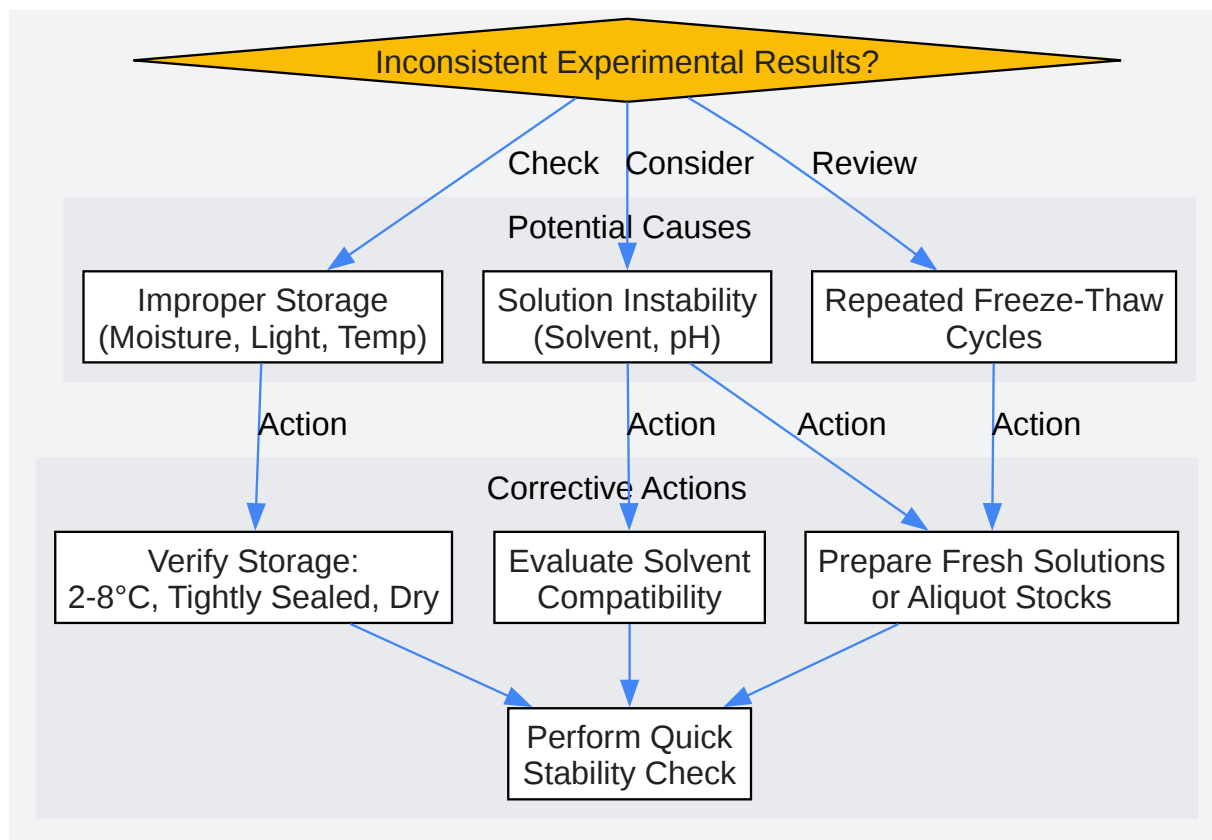 Inconsistent Experimental Results?
Check
Consider
Review
Potential Causes
Improper Storage
(Moisture, Light, Temp)
Solution Instability
(Solvent, pH)
Repeated Freeze-Thaw
Cycles
Action
Action
Action
Action
Corrective Actions
Verify Storage:
2-8°C, Tightly Sealed, Dry
Evaluate Solvent
Compatibility
Prepare Fresh Solutions
or Aliquot Stocks
Perform Quick
Stability Check